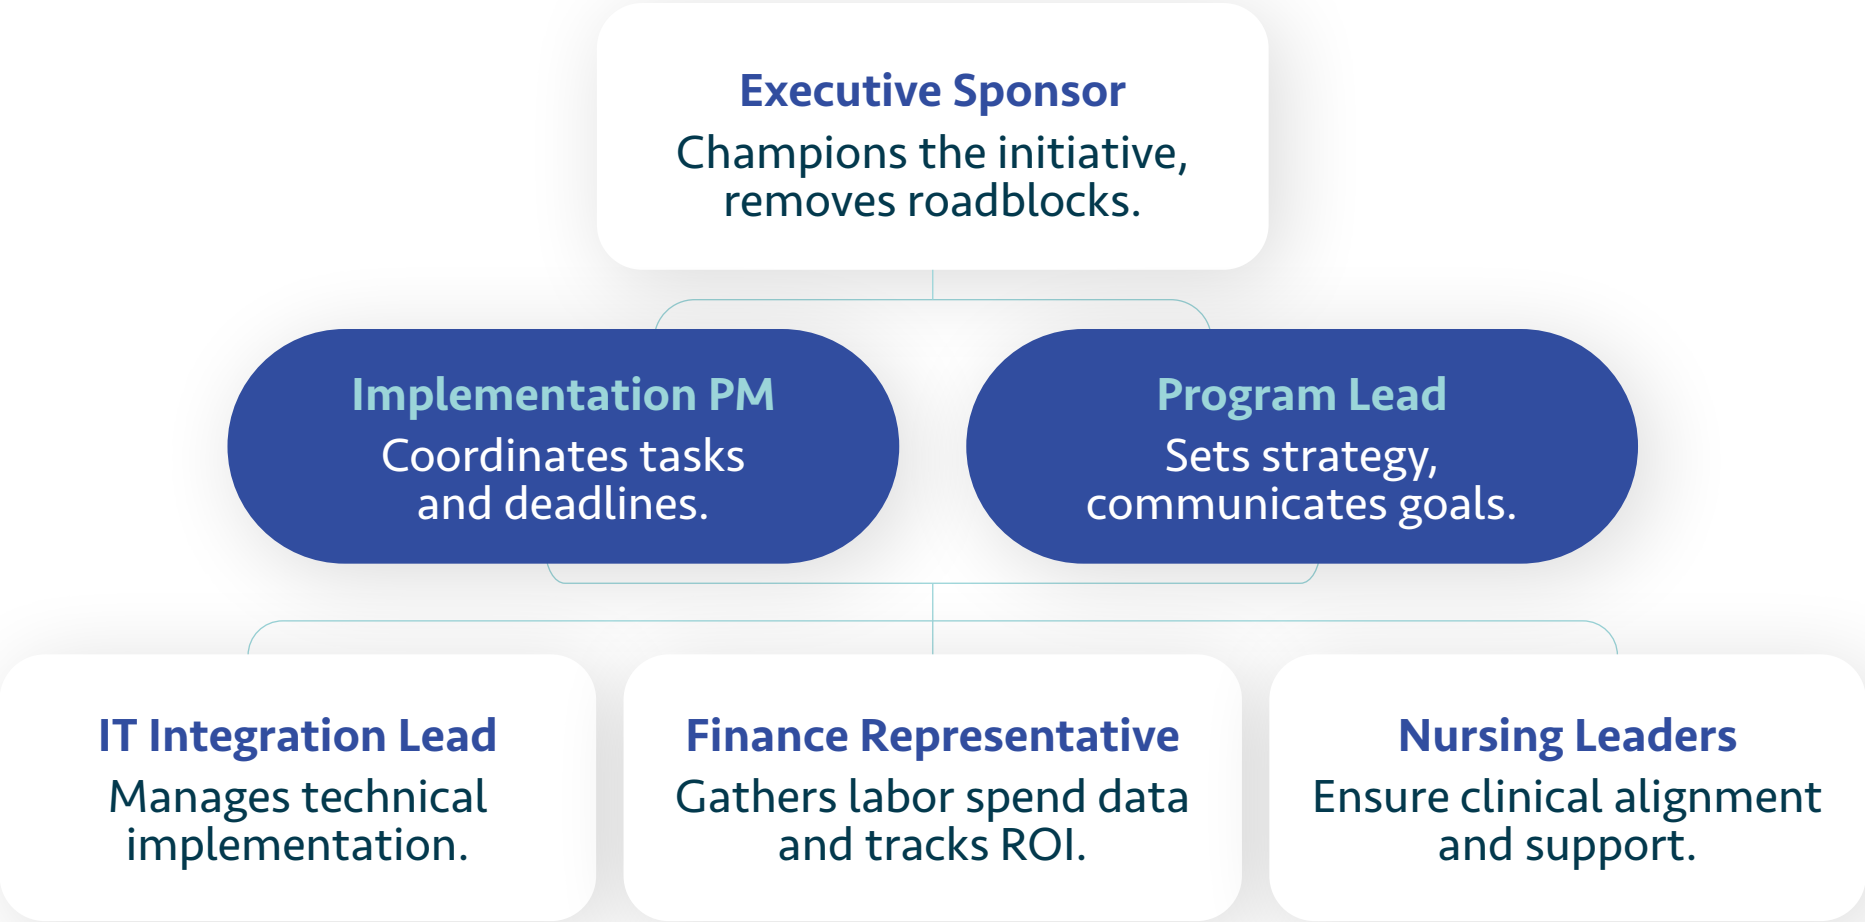 Executive Sponsor
Champions the initiative,
removes roadblocks.
Implementation PM
Coordinates tasks
and deadlines.
Program Lead
Sets strategy,
communicates goals.
IT Integration Lead
Manages technical
implementation.
Finance Representative
Gathers labor spend data
and tracks ROI.
Nursing Leaders
Ensure clinical alignment
and support.